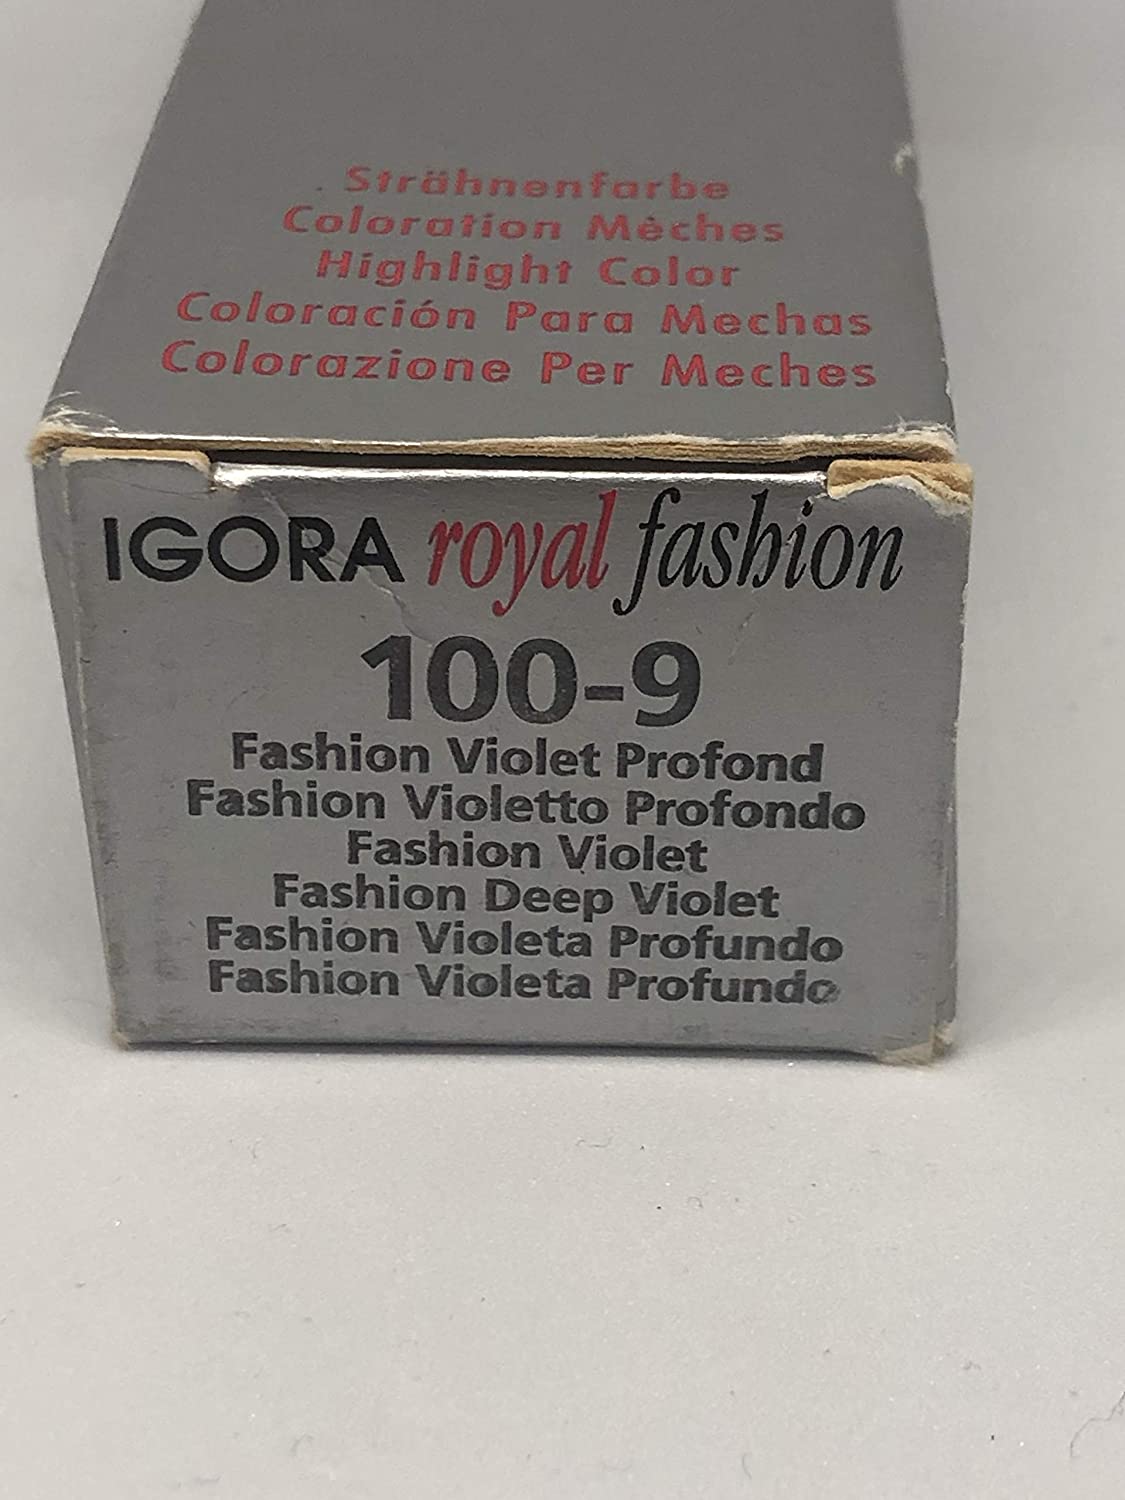 Strähnenfarbe
Coloration Mèches
Highlight Color
Coloración Para Mechas
Colorazione Per Meches
IGORA royal fashion
100-9
Fashion Violet Profond
Fashion Violetto Profondo
Fashion Violet
Fashion Deep Violet
Fashion Violeta Profundo
Fashion Violeta Profundo